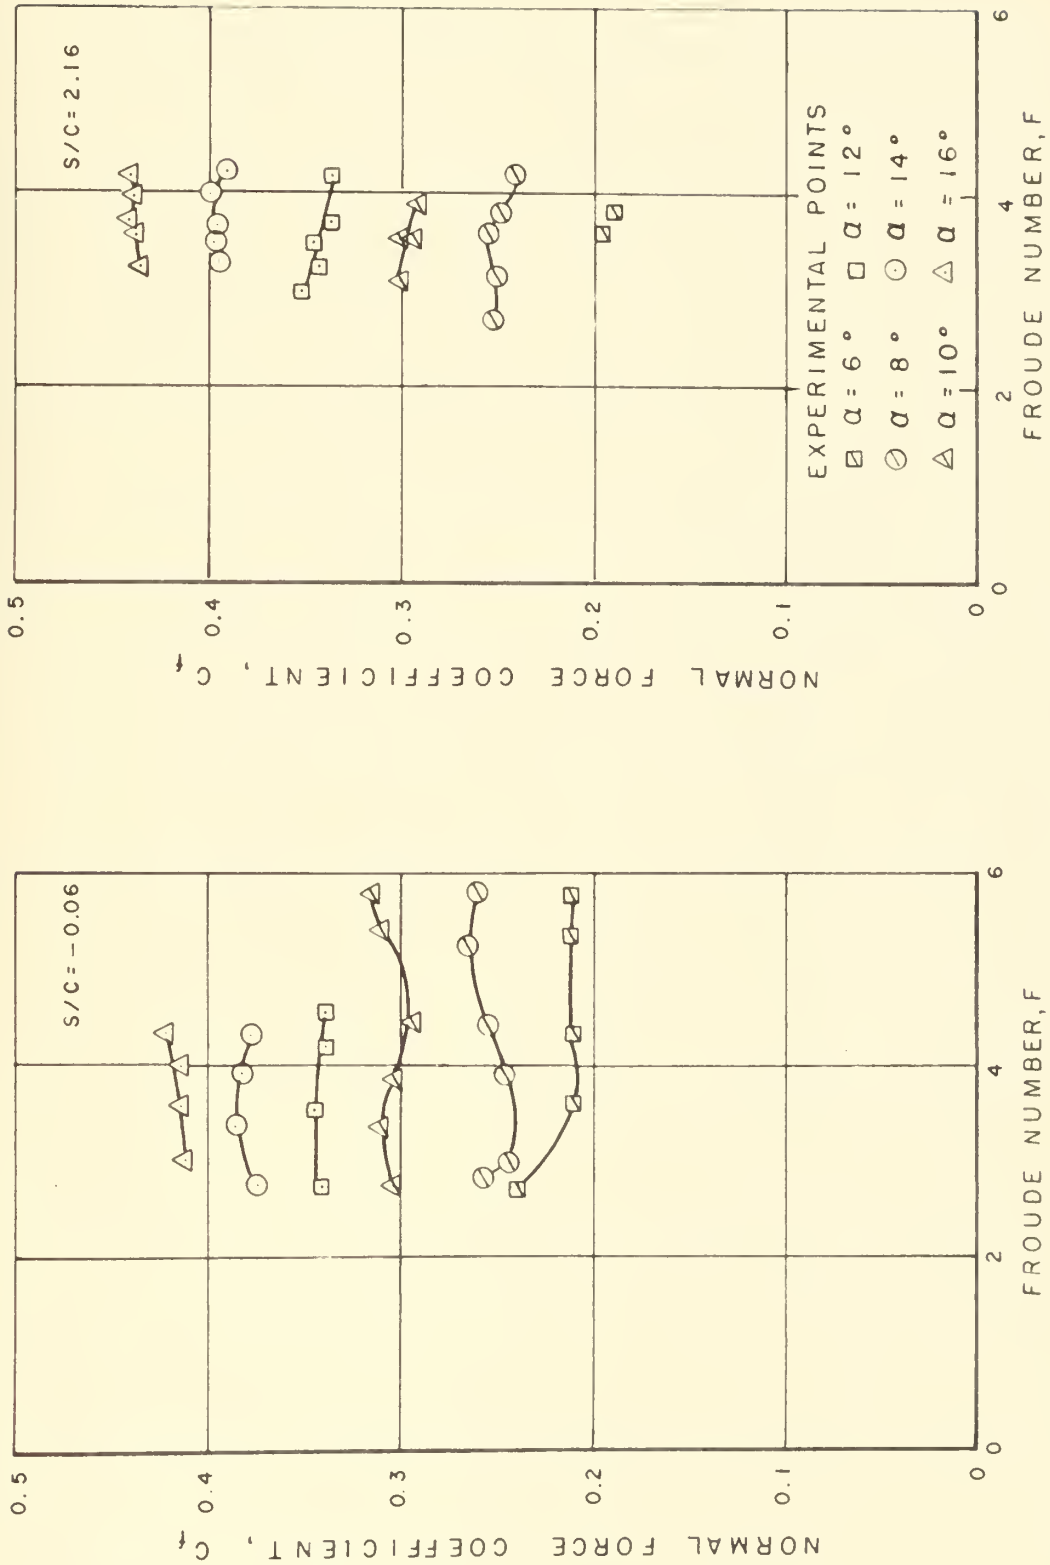 S/C=-0.06
0.5
0.4
0.3
0.2
0.1
0
NORMAL FORCE COEFFICIENT, Cf
0 2 4 6
FROUDE NUMBER, F
S/C=2.16
0.5
0.4
0.3
0.2
0.1
0
NORMAL FORCE COEFFICIENT, Cf
EXPERIMENTAL POINTS
α = 6° α = 12°
α = 8° α = 14°
α = 10° α = 16°
0 2 4 6
FROUDE NUMBER, F